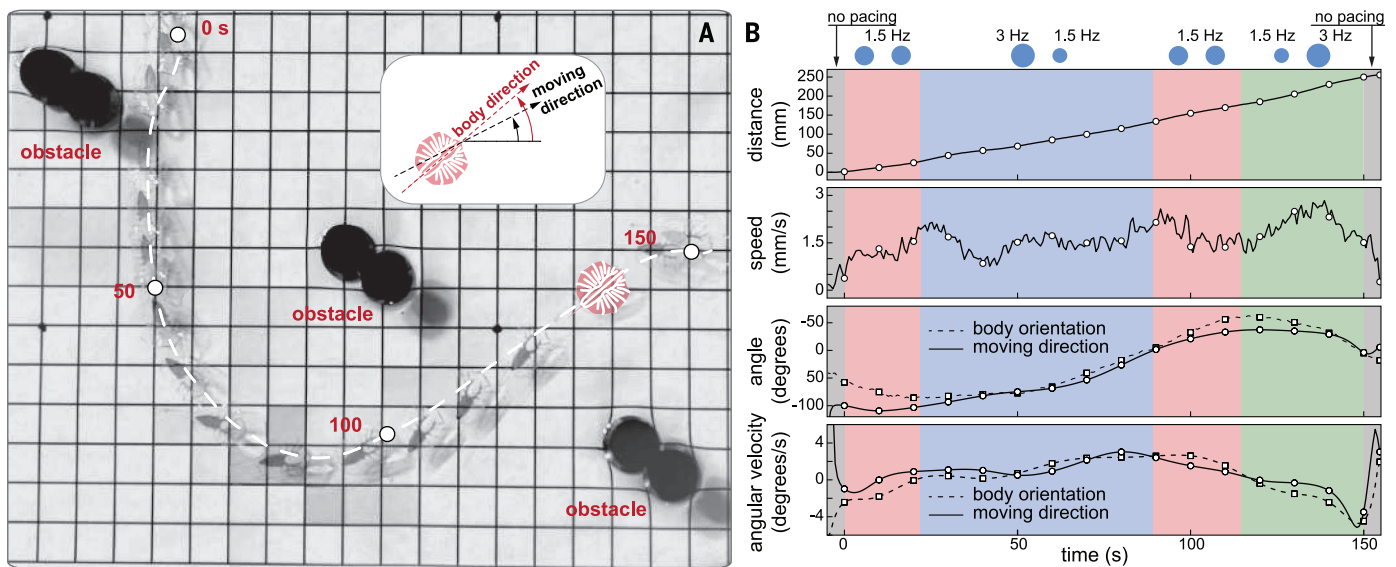 A
0 s
obstacle
body direction
moving
direction
150
50
obstacle
100
obstacle
B
no pacing
no pacing
1.5 Hz
3 Hz
1.5 Hz
1.5 Hz
1.5 Hz
3 Hz
250
200
150
100
50
0
distance
(mm)
3
1.5
0
speed
(mm/s)
-50
0
50
-100
angle
(degrees)
body orientation
moving direction
4
0
-4
angular velocity
(degrees/s)
body orientation
moving direction
0
50
100
150
time (s)